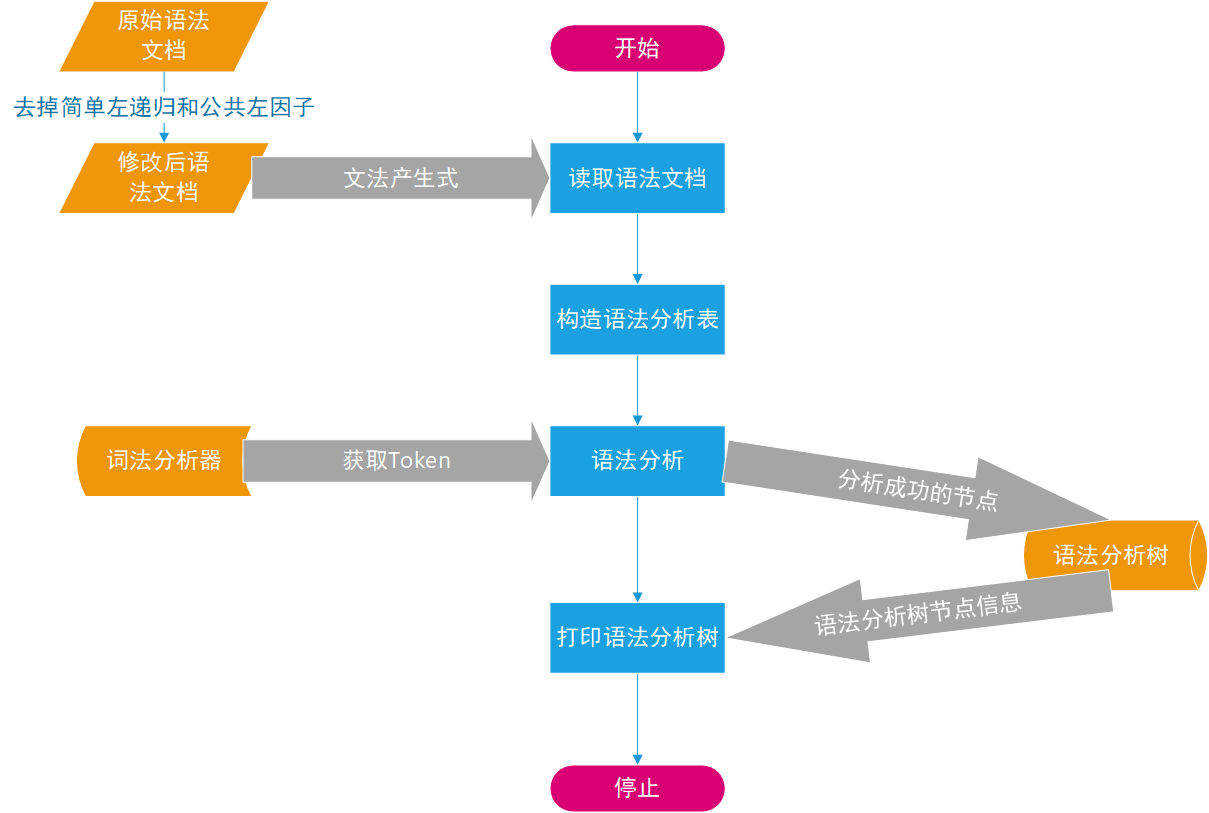 原始语法
文档
开始
去掉简单左递归和公共左因子
修改后语
法文档
文法产生式
读取语法文档
构造语法分析表
词法分析器
获取Token
语法分析
分析成功的节点
语法分析树
语法分析树节点信息
打印语法分析树
停止